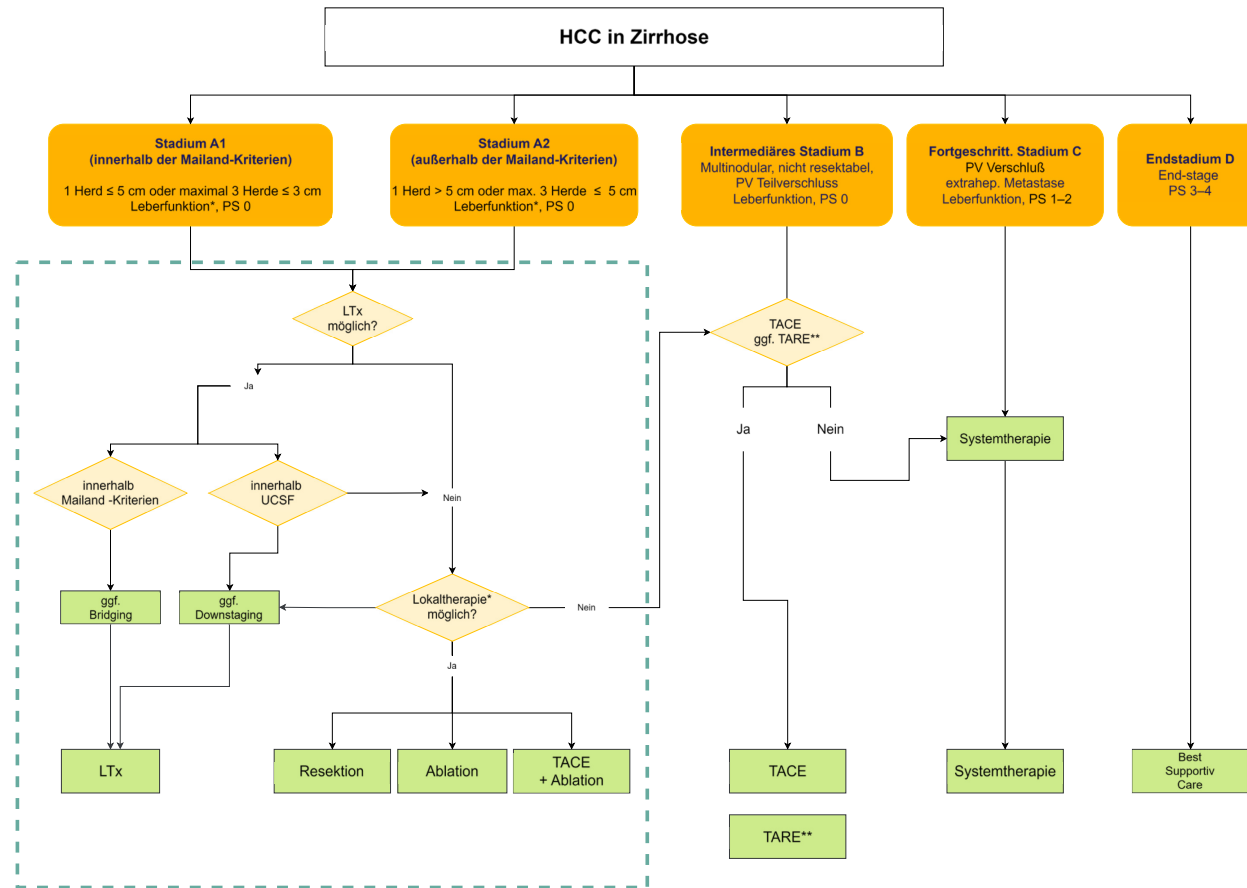 HCC in Zirrhose
Stadium A1
(innerhalb der Mailand-Kriterien)
1 Herd ≤ 5 cm oder maximal 3 Herde ≤ 3 cm
Leberfunktion*, PS 0
Stadium A2
(außerhalb der Mailand-Kriterien)
1 Herd > 5 cm oder max. 3 Herde ≤ 5 cm
Leberfunktion*, PS 0
Intermediäres Stadium B
Multinodular, nicht resektabel,
PV Teilverschluss
Leberfunktion, PS 0
Fortgeschritt. Stadium C
PV Verschluß
extrahep. Metastase
Leberfunktion, PS 1–2
Endstadium D
End-stage
PS 3–4
LTx
möglich?
TACE
ggf. TARE**
Ja
Ja
Nein
Systemtherapie
innerhalb
Mailand -Kriterien
innerhalb
UCSF
Nein
ggf.
Bridging
ggf.
Downstaging
Lokaltherapie*
möglich?
Nein
Ja
LTx
Resektion
Ablation
TACE
+ Ablation
TACE
Systemtherapie
Best
Supportiv
Care
TARE**